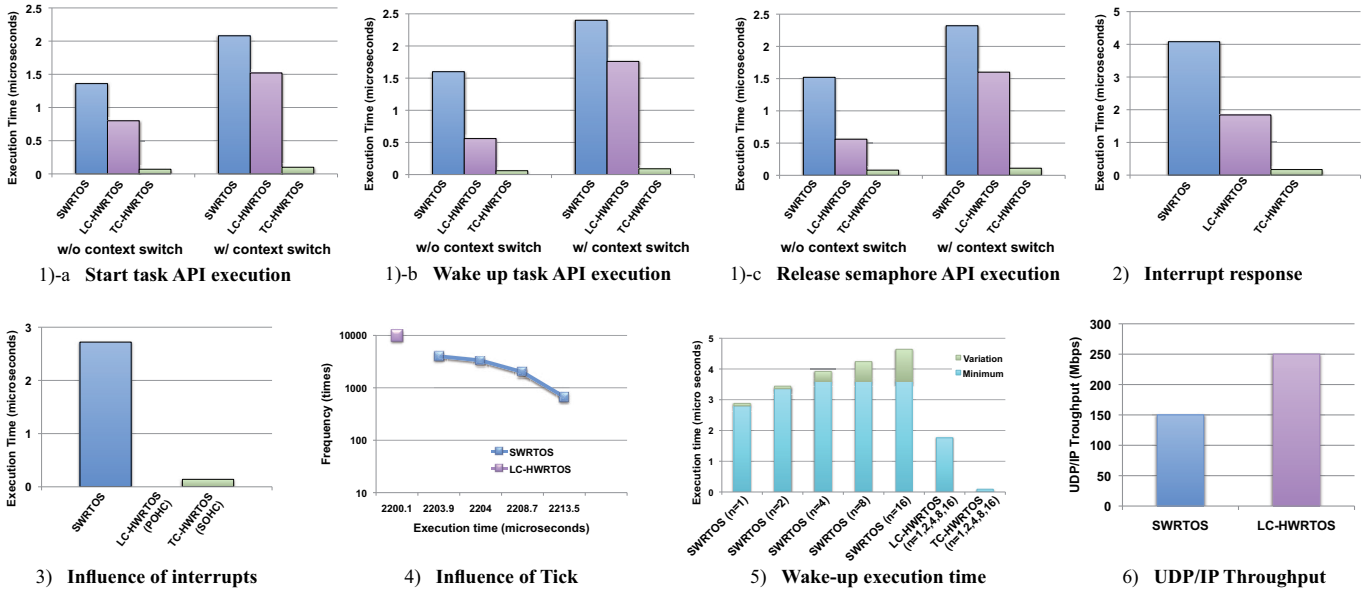 Execution Time (microseconds)
2.5
2
1.5
1
0.5
0
SWRTOS
LC-HWRTOS
TC-HWRTOS
SWRTOS
LC-HWRTOS
TC-HWRTOS
w/o context switch
w/ context switch
1)-a Start task API execution
Execution Time (microseconds)
2.5
2
1.5
1
0.5
0
SWRTOS
LC-HWRTOS
TC-HWRTOS
SWRTOS
LC-HWRTOS
TC-HWRTOS
w/o context switch
w/ context switch
1)-b Wake up task API execution
Execution Time (microseconds)
2.5
2
1.5
1
0.5
0
SWRTOS
LC-HWRTOS
TC-HWRTOS
SWRTOS
LC-HWRTOS
TC-HWRTOS
w/o context switch
w/ context switch
1)-c Release semaphore API execution
Execution Time (microseconds)
5
4
3
2
1
0
SWRTOS
LC-HWRTOS
TC-HWRTOS
2) Interrupt response
Execution Time (microseconds)
3
2
1
0
SWRTOS
LC-HWRTOS
(POHC)
TC-HWRTOS
(SOHC)
3) Influence of interrupts
Frequency (times)
10000
1000
100
10
SWRTOS
LC-HWRTOS
2200.1 2203.9 2204 2208.7 2213.5
Execution time (microseconds)
4) Influence of Tick
Execution time (micro seconds)
5
4
3
2
1
0
Variation
Minimum
SWRTOS (n=1)
SWRTOS (n=2)
SWRTOS (n=4)
SWRTOS (n=8)
SWRTOS (n=16)
LC-HWRTOS
(n=1,2,4,8,16)
TC-HWRTOS
(n=1,2,4,8,16)
5) Wake-up execution time
UDP/IP Troughput (Mbps)
300
250
200
150
100
50
0
SWRTOS
LC-HWRTOS
6) UDP/IP Throughput